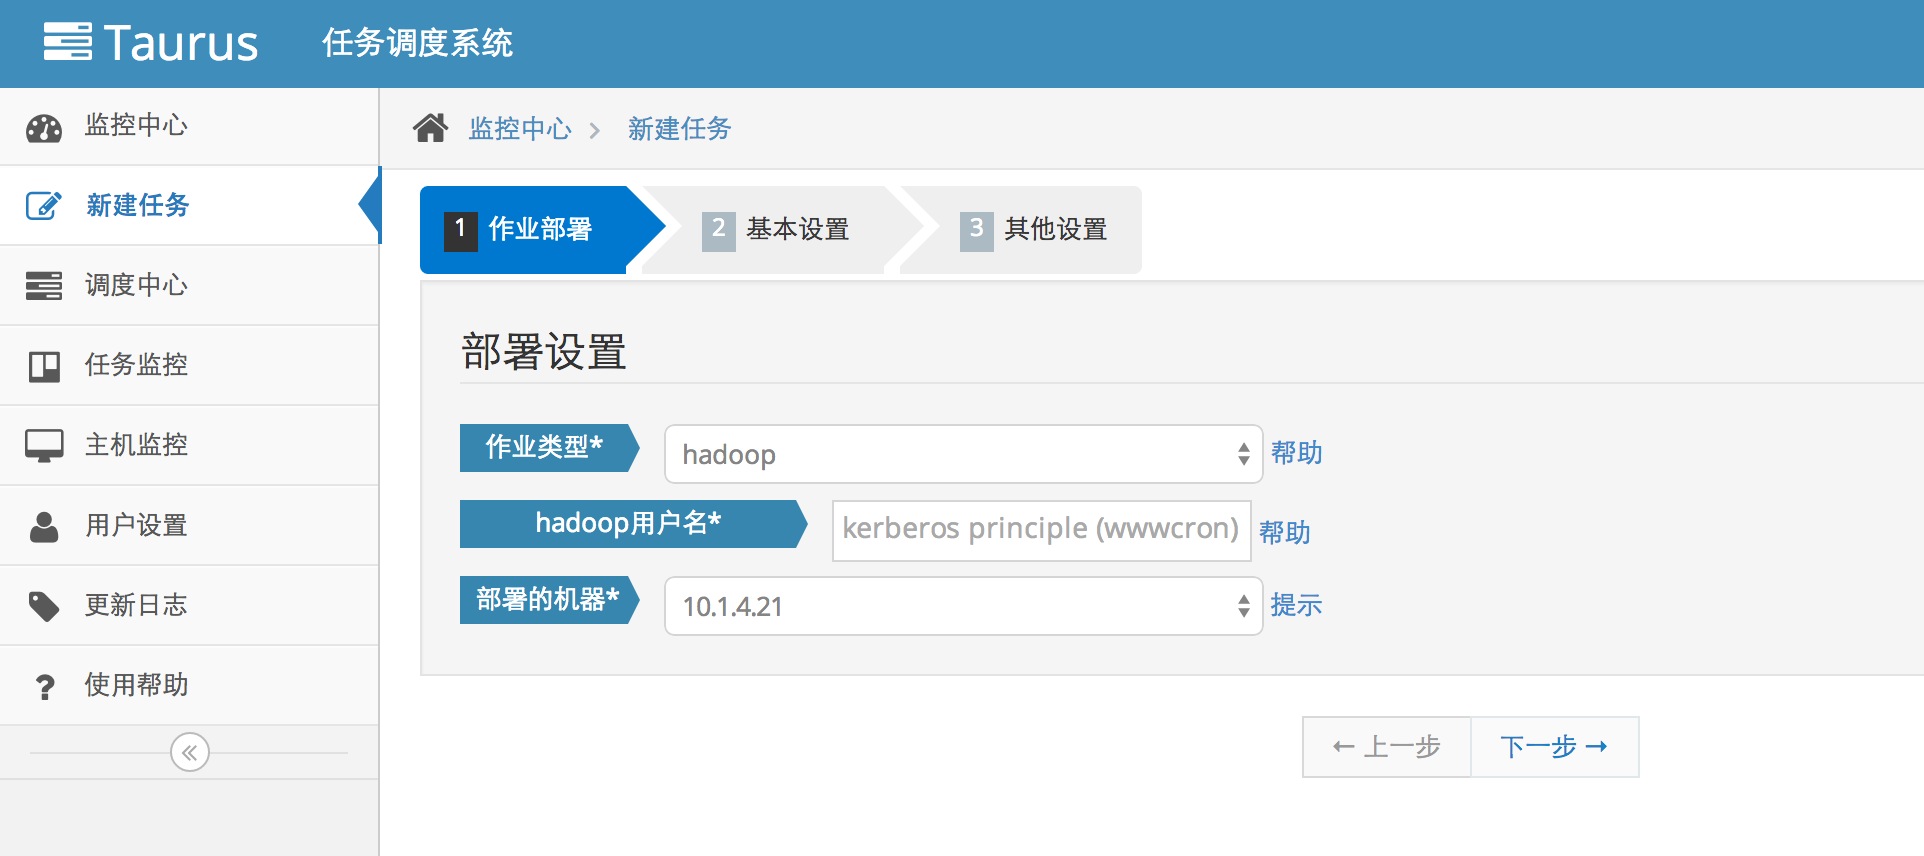 Taurus 任务调度系统
监控中心
新建任务
调度中心
任务监控
主机监控
用户设置
更新日志
使用帮助
监控中心 新建任务
1 作业部署 2 基本设置 3 其他设置
部署设置
作业类型* hadoop 帮助
hadoop用户名* kerberos principle (wwwcron) 帮助
部署的机器* 10.1.4.21 提示
← 上一步 下一步 →